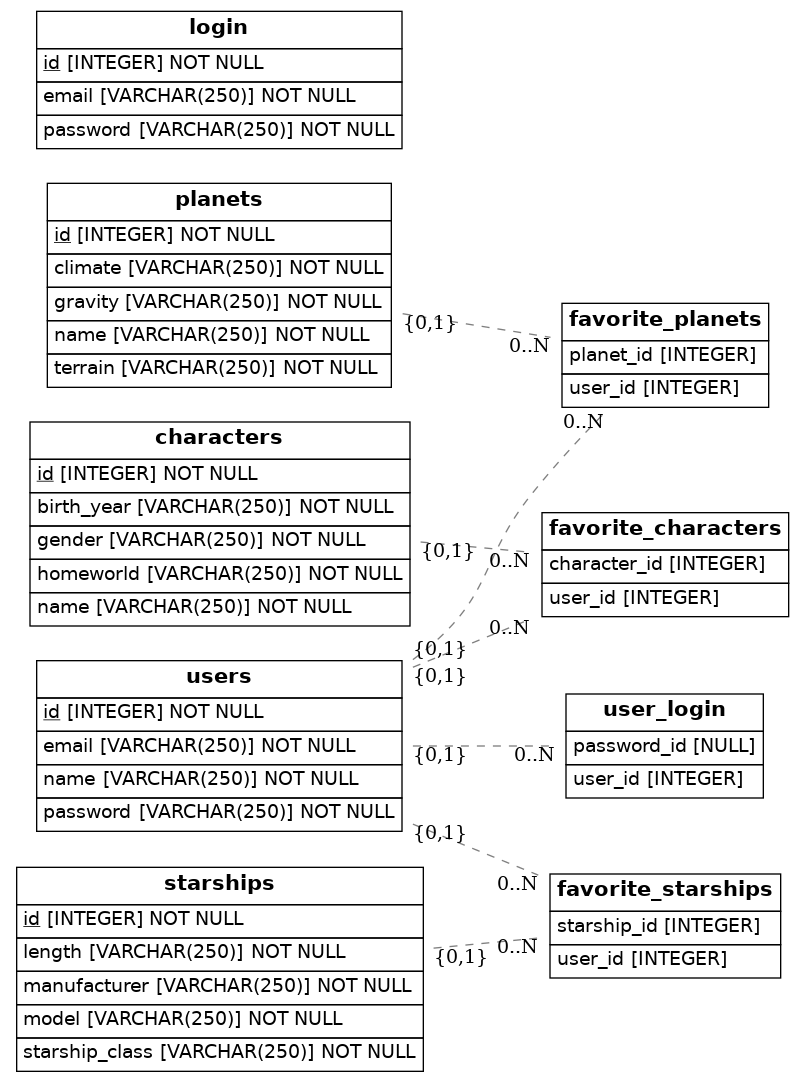 login
id [INTEGER] NOT NULL
email [VARCHAR(250)] NOT NULL
password [VARCHAR(250)] NOT NULL
planets
id [INTEGER] NOT NULL
climate [VARCHAR(250)] NOT NULL
gravity [VARCHAR(250)] NOT NULL
name [VARCHAR(250)] NOT NULL
terrain [VARCHAR(250)] NOT NULL
{0,1}
0..N
favorite_planets
planet_id [INTEGER]
user_id [INTEGER]
0..N
characters
id [INTEGER] NOT NULL
birth_year [VARCHAR(250)] NOT NULL
gender [VARCHAR(250)] NOT NULL
homeworld [VARCHAR(250)] NOT NULL
name [VARCHAR(250)] NOT NULL
{0,1}
0..N
favorite_characters
character_id [INTEGER]
user_id [INTEGER]
0..N
{0,1}
{0,1}
users
id [INTEGER] NOT NULL
email [VARCHAR(250)] NOT NULL
name [VARCHAR(250)] NOT NULL
password [VARCHAR(250)] NOT NULL
{0,1}
0..N
user_login
password_id [NULL]
user_id [INTEGER]
{0,1}
0..N
starships
id [INTEGER] NOT NULL
length [VARCHAR(250)] NOT NULL
manufacturer [VARCHAR(250)] NOT NULL
model [VARCHAR(250)] NOT NULL
starship_class [VARCHAR(250)] NOT NULL
{0,1}
0..N
favorite_starships
starship_id [INTEGER]
user_id [INTEGER]